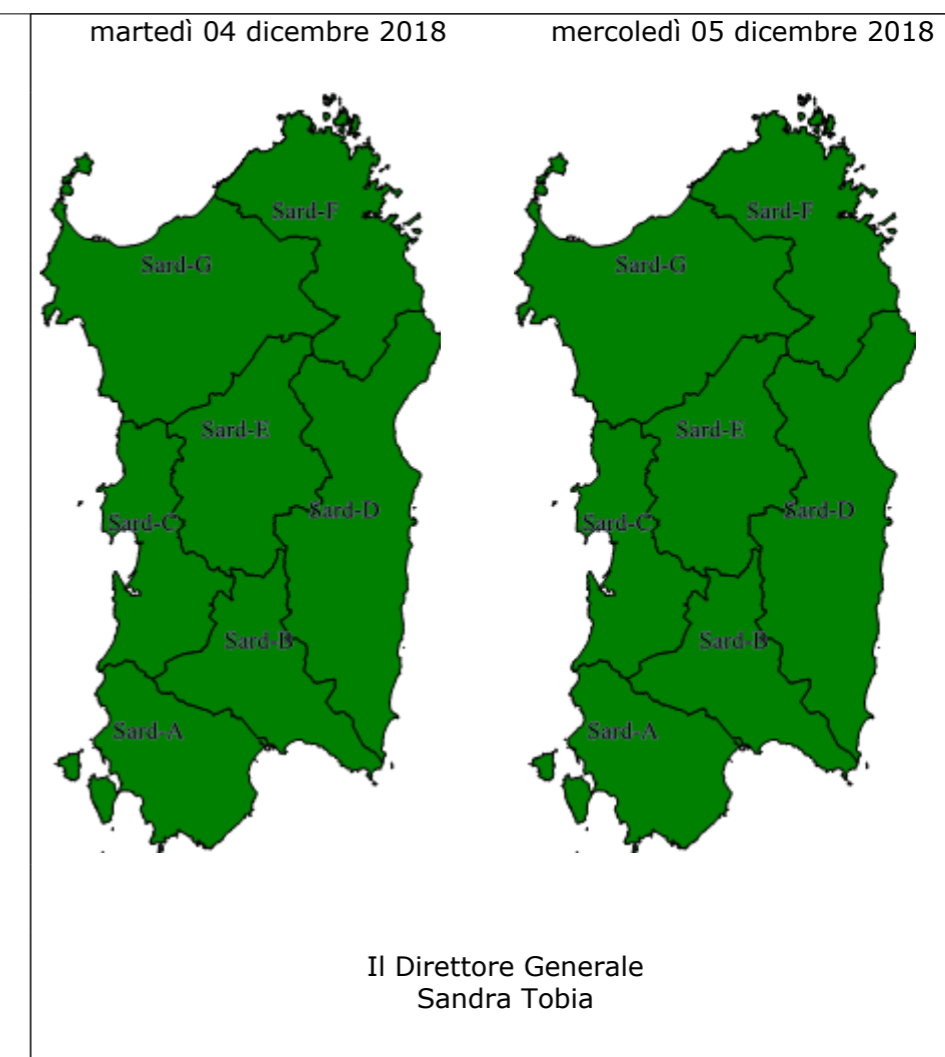 martedì 04 dicembre 2018
Sard-F
Sard-G
Sard-E
Sard-D
Sard-C
Sard-B
Sard-A
mercoledì 05 dicembre 2018
Sard-F
Sard-G
Sard-E
Sard-D
Sard-C
Sard-B
Sard-A
Il Direttore Generale
Sandra Tobia